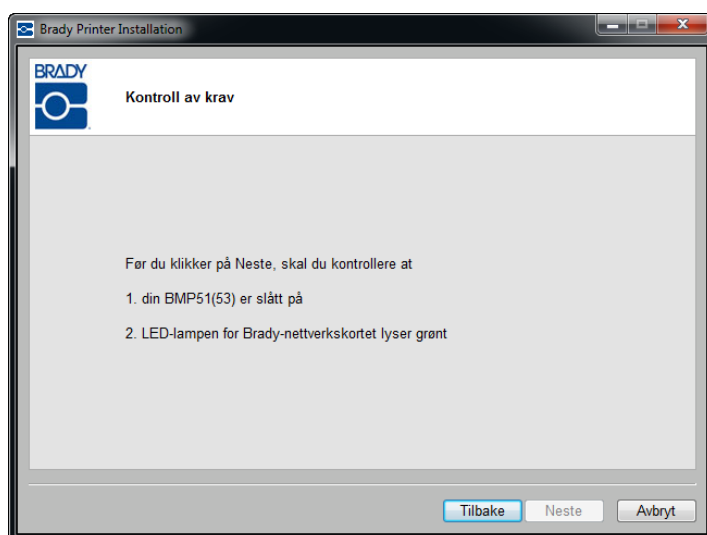 Brady Printer Installation
BRADY
Kontroll av krav
Før du klikker på Neste, skal du kontrollere at
1. din BMP51(53) er slått på
2. LED-lampen for Brady-nettverkskortet lyser grønt
Tilbake Neste Avbryt